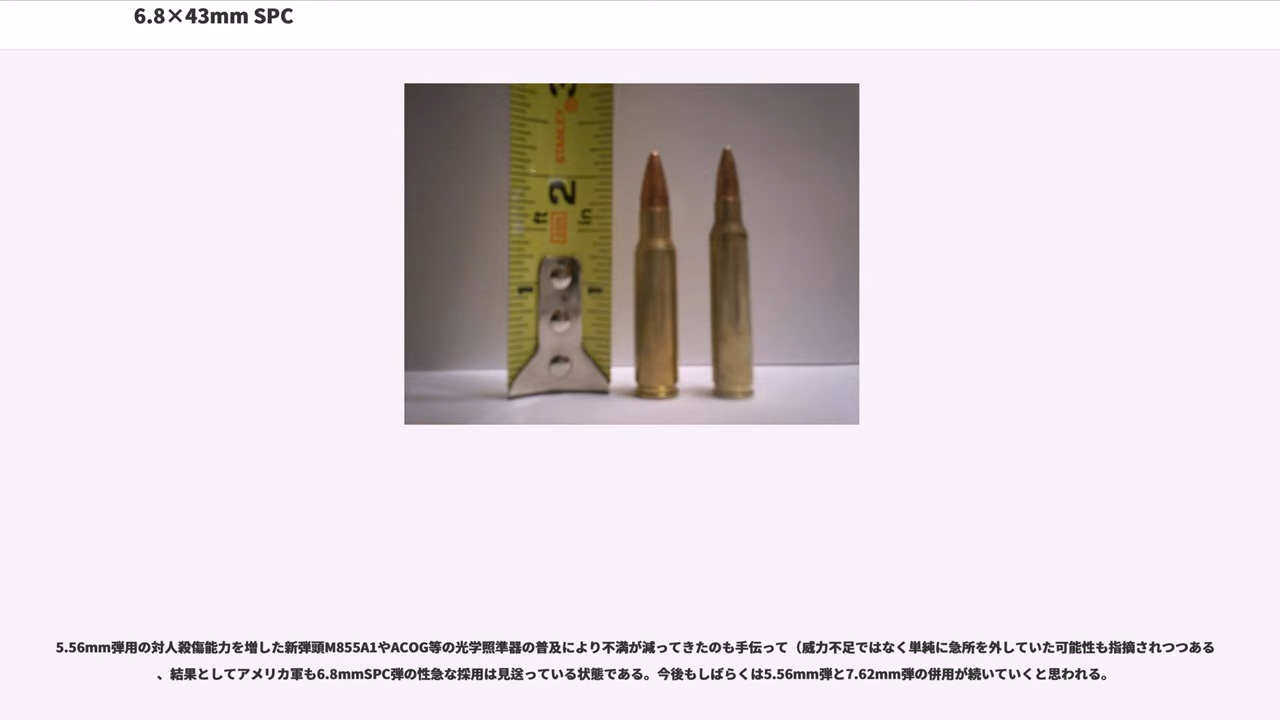 6.8×43mm SPC
3
STANLEY
2
ft
in
1
1
5.56mm弾用の対人殺傷能力を増した新弾頭M855A1やACOG等の光学照準器の普及により不満が減ってきたのも手伝って（威力不足ではなく単純に急所を外していた可能性も指摘されつつある
、結果としてアメリカ軍も6.8mmSPC弾の性急な採用は見送っている状態である。今後もしばらくは5.56mm弾と7.62mm弾の併用が続いていくと思われる。